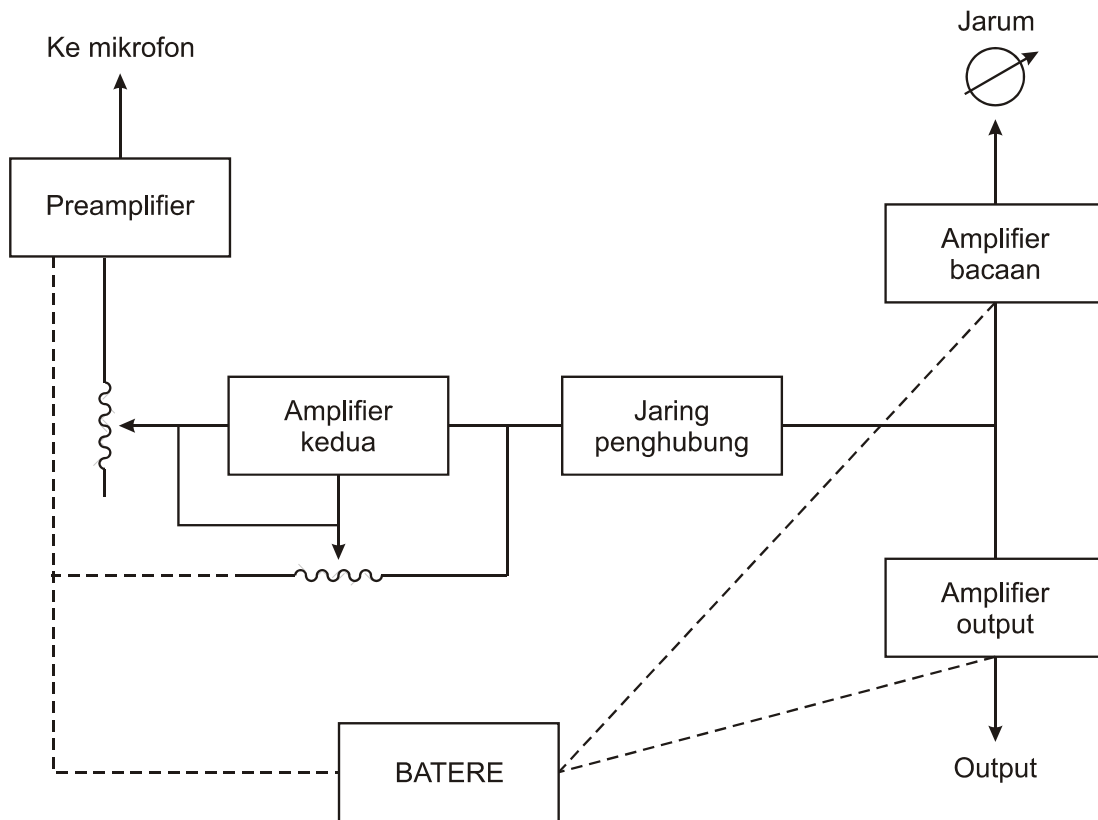 Jarum
Ke mikrofon
Preamplifier
Amplifier
bacaan
Amplifier
kedua
Jaring
penghubung
Amplifier
output
BATERE
Output